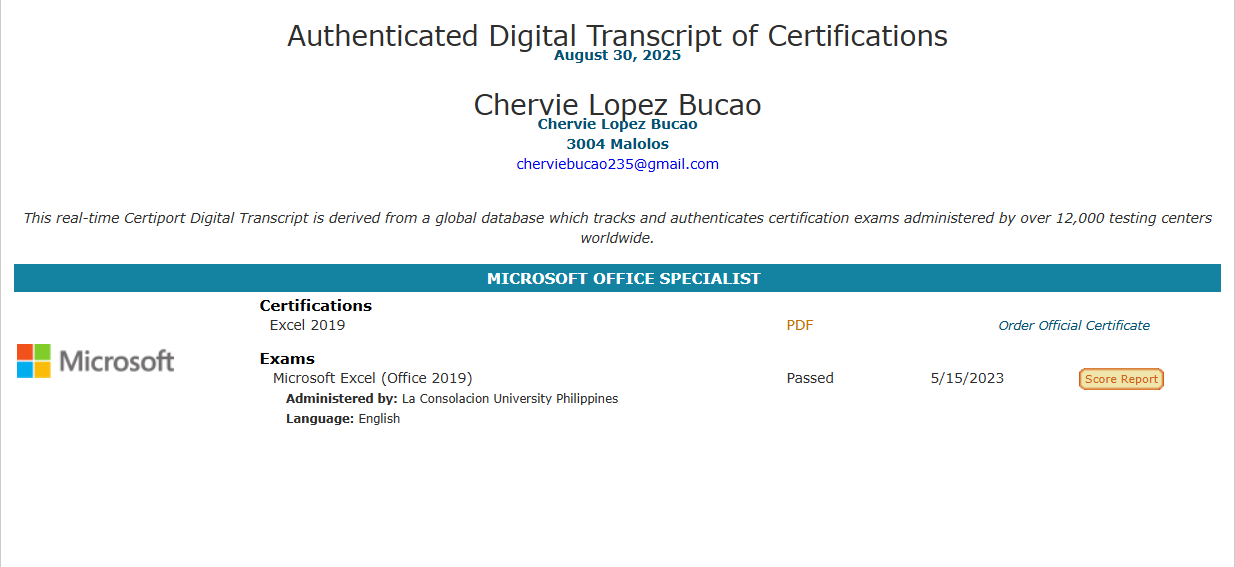 Authenticated Digital Transcript of Certifications
August 30, 2025
Chervie Lopez Bucao
Chervie Lopez Bucao
3004 Malolos
cherviebucao235@gmail.com
This real-time Certiport Digital Transcript is derived from a global database which tracks and authenticates certification exams administered by over 12,000 testing centers
worldwide.
MICROSOFT OFFICE SPECIALIST
Certifications
Excel 2019 PDF Order Official Certificate
Microsoft
Exams
Microsoft Excel (Office 2019) Passed 5/15/2023 Score Report
Administered by: La Consolacion University Philippines
Language: English